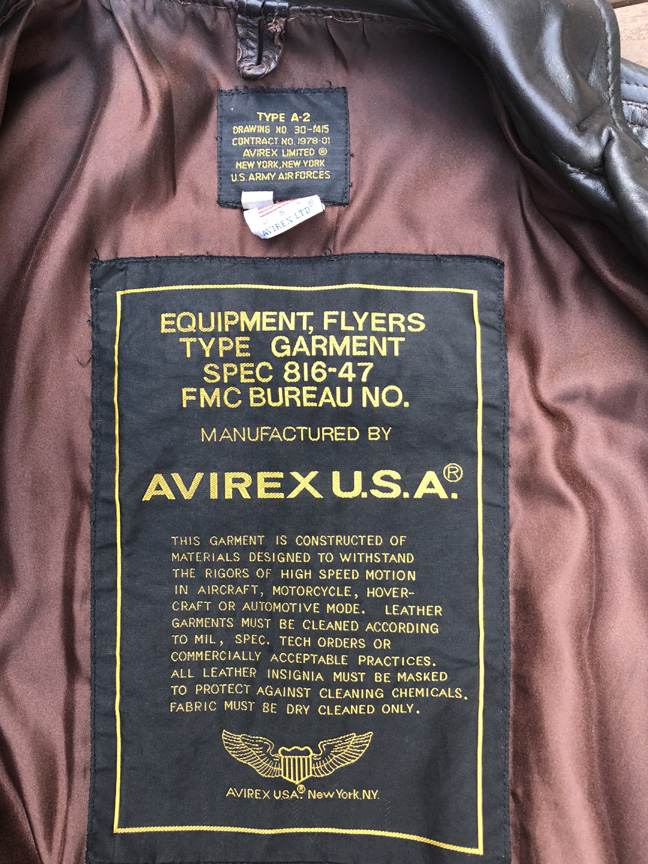 TYPE A-2
DRAWING NO. 30-1415
CONTRACT NO. 1978-01
AVIREX LIMITED ®
NEW YORK, NEW YORK
U.S. ARMY AIR FORCES
AVIREX LTD®
EQUIPMENT, FLYERS
TYPE GARMENT
SPEC 816-47
FMC BUREAU NO.
MANUFACTURED BY
AVIREX U.S.A.®
THIS GARMENT IS CONSTRUCTED OF
MATERIALS DESIGNED TO WITHSTAND
THE RIGORS OF HIGH SPEED MOTION
IN AIRCRAFT, MOTORCYCLE, HOVER-
CRAFT OR AUTOMOTIVE MODE. LEATHER
GARMENTS MUST BE CLEANED ACCORDING
TO MIL, SPEC. TECH ORDERS OR
COMMERCIALLY ACCEPTABLE PRACTICES.
ALL LEATHER INSIGNIA MUST BE MASKED
TO PROTECT AGAINST CLEANING CHEMICALS.
FABRIC MUST BE DRY CLEANED ONLY.
AVIREX U.S.A.® New York, N.Y.